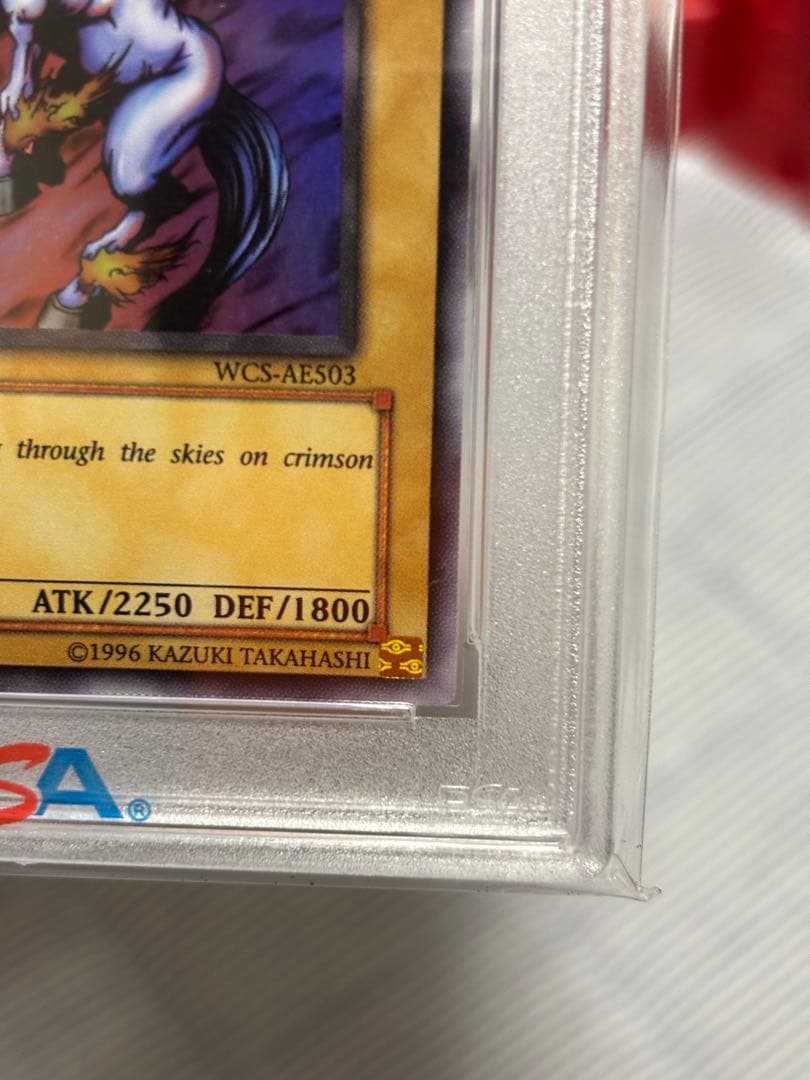 WCS-AE503
through the skies on crimson
ATK/2250 DEF/1800
©1996 KAZUKI TAKAHASHI
SA®